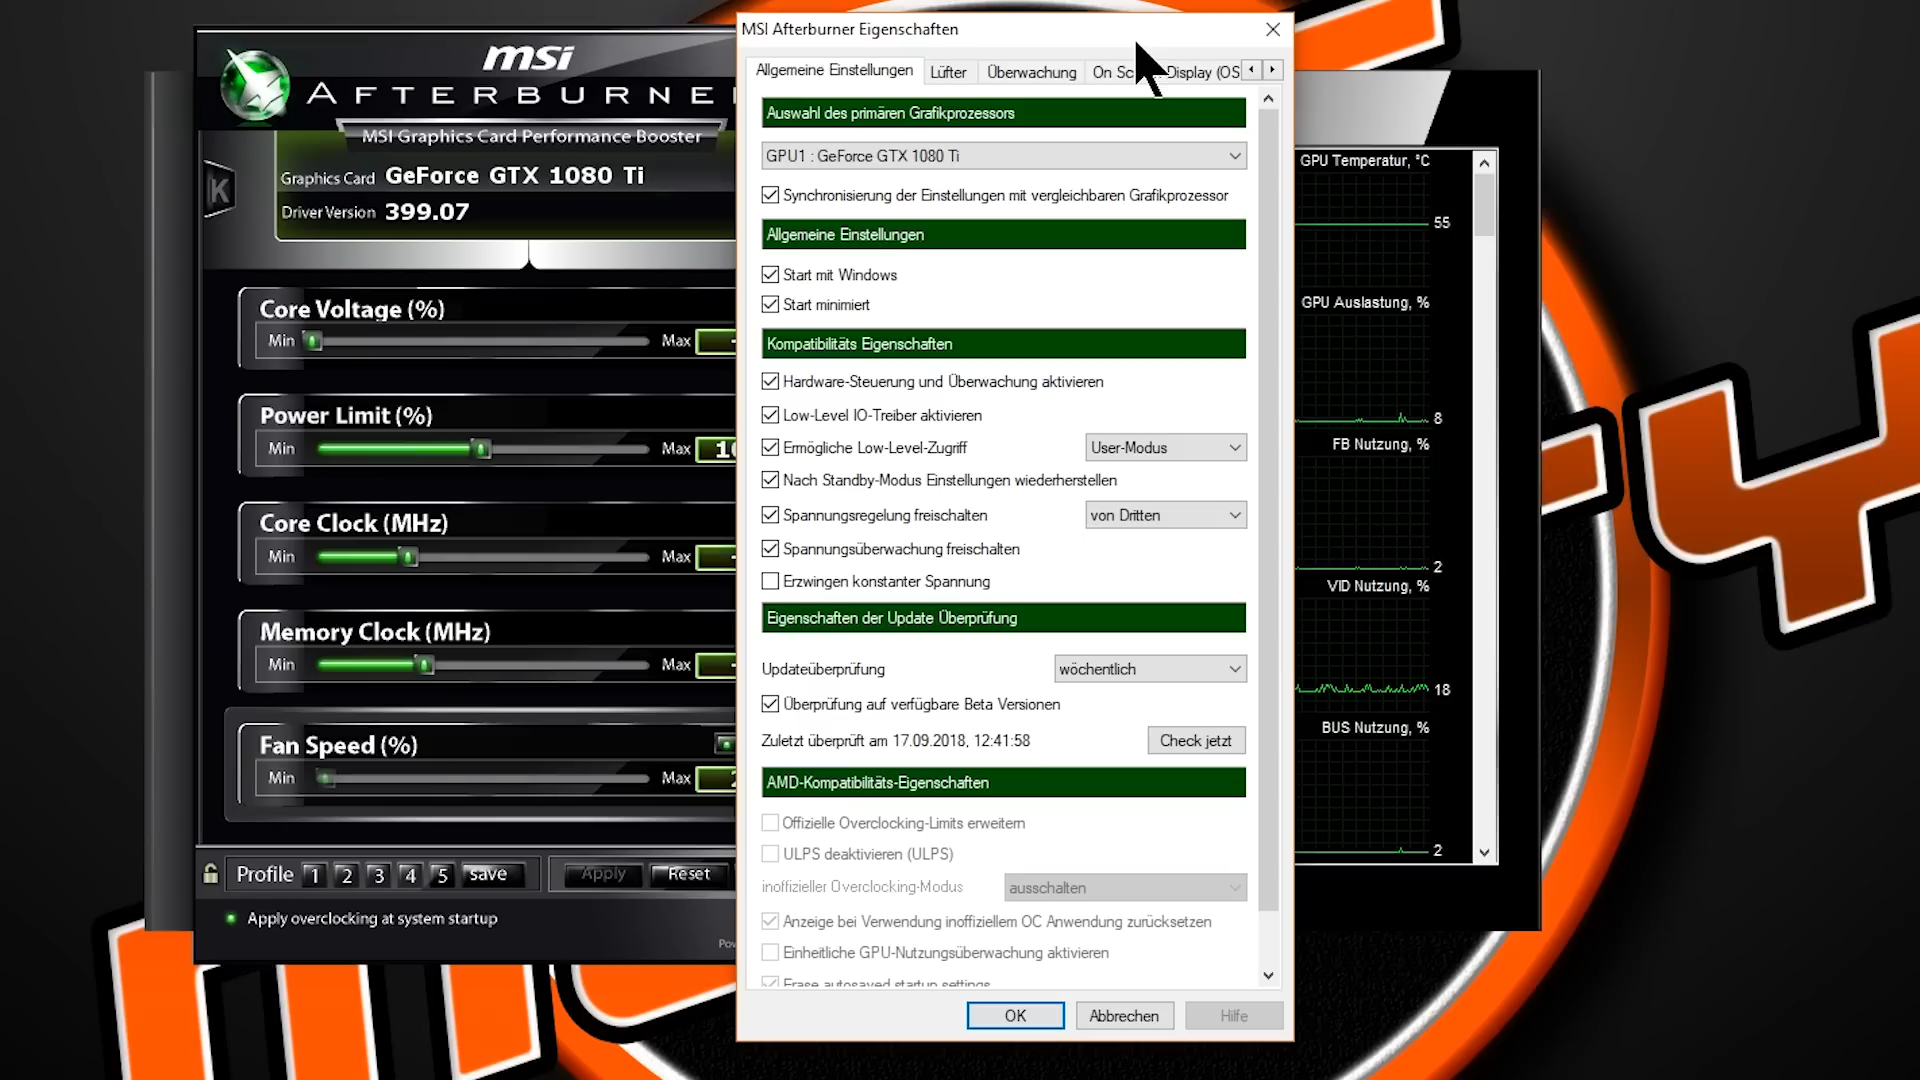 msi
AFTERBURNER
MSI Graphics Card Performance Booster
K
Graphics Card GeForce GTX 1080 Ti
Driver Version 399.07
Core Voltage (%)
Min Max
Power Limit (%)
Min Max
Core Clock (MHz)
Min Max
Memory Clock (MHz)
Min Max
Fan Speed (%)
Min Max
Profile 1 2 3 4 5 save Apply Reset
Apply overclocking at system startup
MSI Afterburner Eigenschaften
Allgemeine Einstellungen Lüfter Überwachung On Display (OS
Auswahl des primären Grafikprozessors
GPU1 : GeForce GTX 1080 Ti
Synchronisierung der Einstellungen mit vergleichbaren Grafikprozessor
Allgemeine Einstellungen
Start mit Windows
Start minimiert
Kompatibilitäts Eigenschaften
Hardware-Steuerung und Überwachung aktivieren
Low-Level IO-Treiber aktivieren
Ermögliche Low-Level-Zugriff User-Modus
Nach Standby-Modus Einstellungen wiederherstellen
Spannungsregelung freischalten von Dritten
Spannungsüberwachung freischalten
Erzwingen konstanter Spannung
Eigenschaften der Update Überprüfung
Updateüberprüfung wöchentlich
Überprüfung auf verfügbare Beta Versionen
Zuletzt überprüft am 17.09.2018, 12:41:58 Check jetzt
AMD-Kompatibilitäts-Eigenschaften
Offizielle Overclocking-Limits erweitern
ULPS deaktivieren (ULPS)
inoffizieller Overclocking-Modus ausschalten
Anzeige bei Verwendung inoffiziellem OC Anwendung zurücksetzen
Einheitliche GPU-Nutzungsüberwachung aktivieren
Erase autosaved startup settings
OK Abbrechen Hilfe
GPU Temperatur, °C
55
GPU Auslastung, %
8
FB Nutzung, %
2
VID Nutzung, %
18
BUS Nutzung, %
2